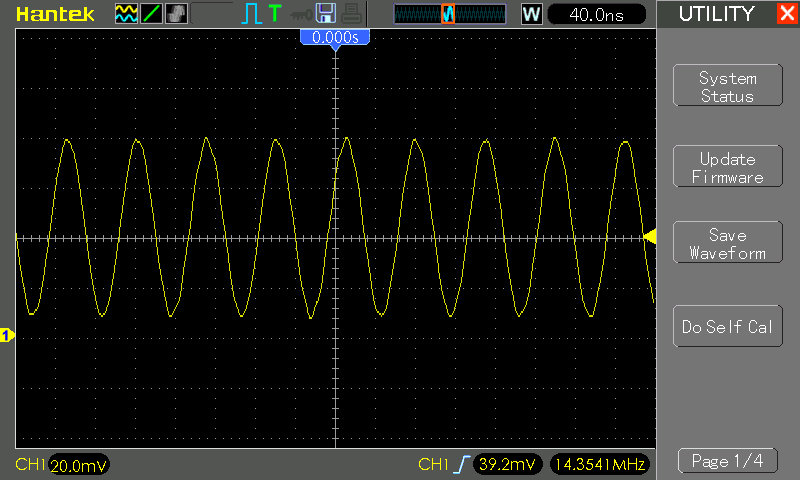 Hantek
T
W
40.0ns
UTILITY
0.000s
System
Status
Update
Firmware
Save
Waveform
1
Do Self Cal
CH1 20.0mV
CH1 39.2mV 14.3541MHz
Page 1/4